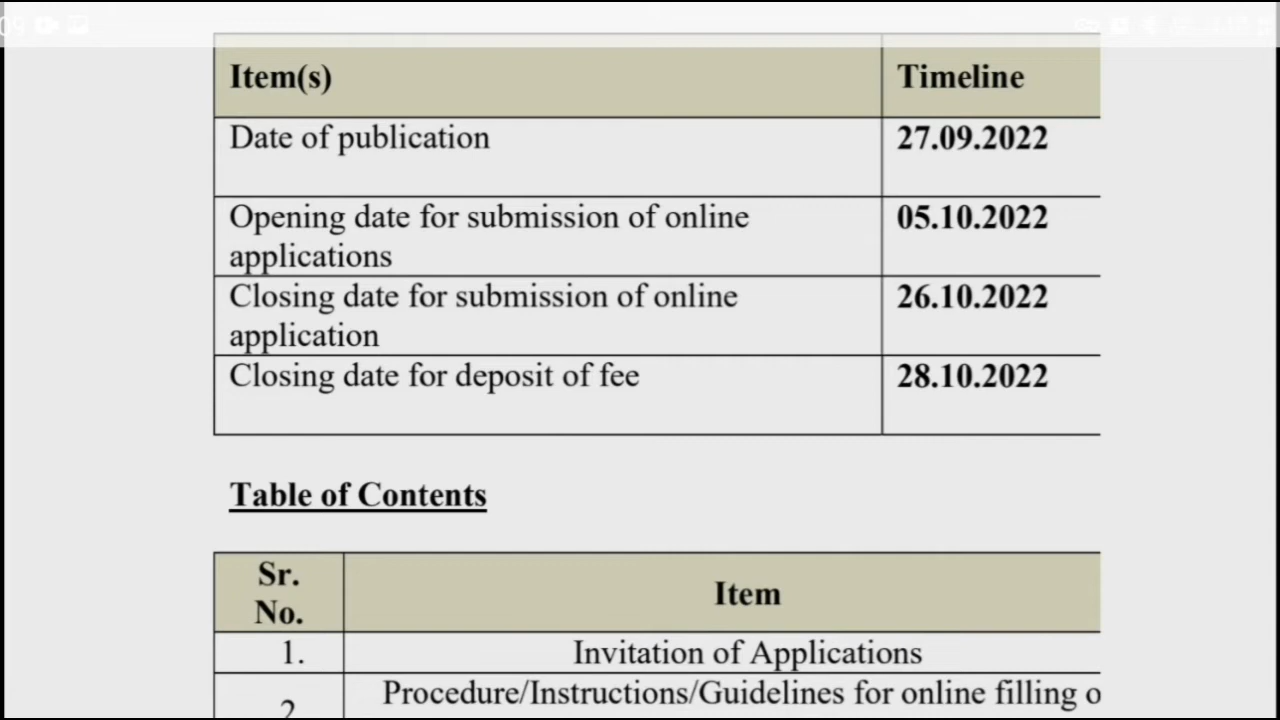 Item(s) Timeline
Date of publication 27.09.2022
Opening date for submission of online 05.10.2022
applications
Closing date for submission of online 26.10.2022
application
Closing date for deposit of fee 28.10.2022
Table of Contents
Sr.
No. Item
1. Invitation of Applications
2 Procedure/Instructions/Guidelines for online filling o